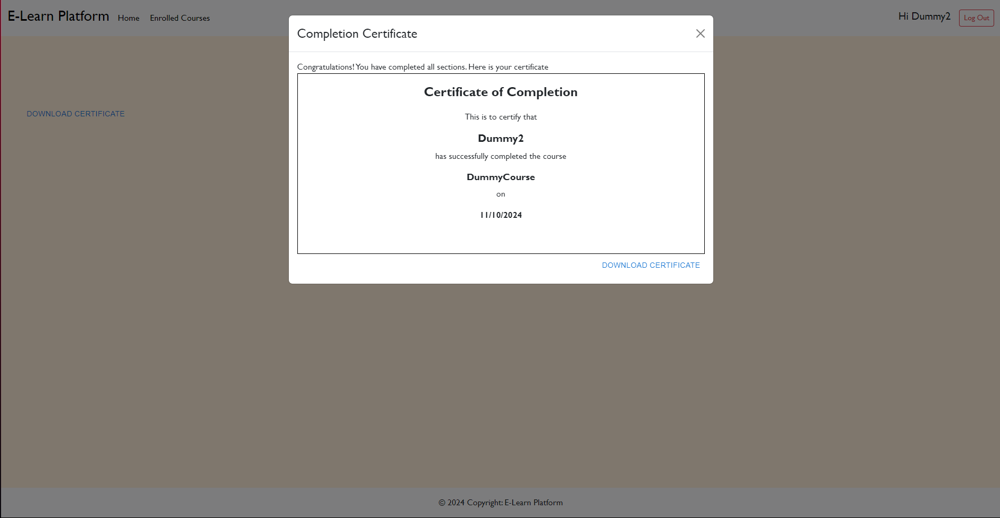 E-Learn Platform Home Enrolled Courses Hi Dummy2 Log Out
Completion Certificate
Congratulations! You have completed all sections. Here is your certificate
Certificate of Completion
This is to certify that
DOWNLOAD CERTIFICATE
Dummy2
has successfully completed the course
DummyCourse
on
11/10/2024
DOWNLOAD CERTIFICATE
© 2024 Copyright: E-Learn Platform